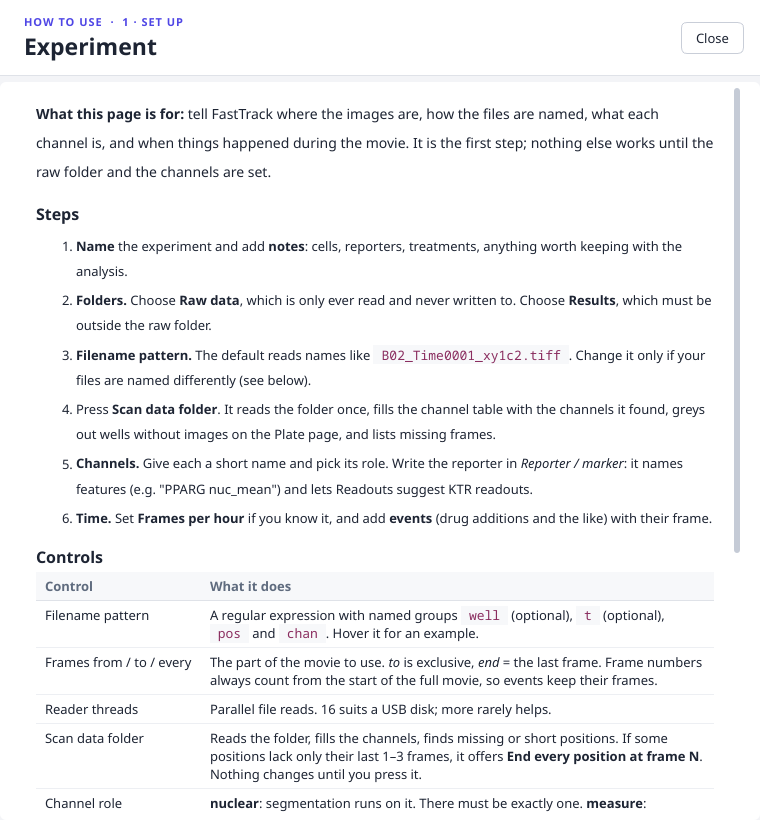 HOW TO USE · 1 · SET UP
Experiment
Close
What this page is for: tell FastTrack where the images are, how the files are named, what each
channel is, and when things happened during the movie. It is the first step; nothing else works until the
raw folder and the channels are set.
Steps
1. Name the experiment and add notes: cells, reporters, treatments, anything worth keeping with the
analysis.
2. Folders. Choose Raw data, which is only ever read and never written to. Choose Results, which must be
outside the raw folder.
3. Filename pattern. The default reads names like B02_Time0001_xy1c2.tiff . Change it only if your
files are named differently (see below).
4. Press Scan data folder. It reads the folder once, fills the channel table with the channels it found, greys
out wells without images on the Plate page, and lists missing frames.
5. Channels. Give each a short name and pick its role. Write the reporter in Reporter / marker: it names
features (e.g. "PPARG nuc_mean") and lets Readouts suggest KTR readouts.
6. Time. Set Frames per hour if you know it, and add events (drug additions and the like) with their frame.
Controls
Control What it does
Filename pattern A regular expression with named groups well (optional), t (optional),
pos and chan . Hover it for an example.
Frames from / to / every The part of the movie to use. to is exclusive, end = the last frame. Frame numbers
always count from the start of the full movie, so events keep their frames.
Reader threads Parallel file reads. 16 suits a USB disk; more rarely helps.
Scan data folder Reads the folder, fills the channels, finds missing or short positions. If some
positions lack only their last 1–3 frames, it offers End every position at frame N.
Nothing changes until you press it.
Channel role nuclear: segmentation runs on it. There must be exactly one. measure: